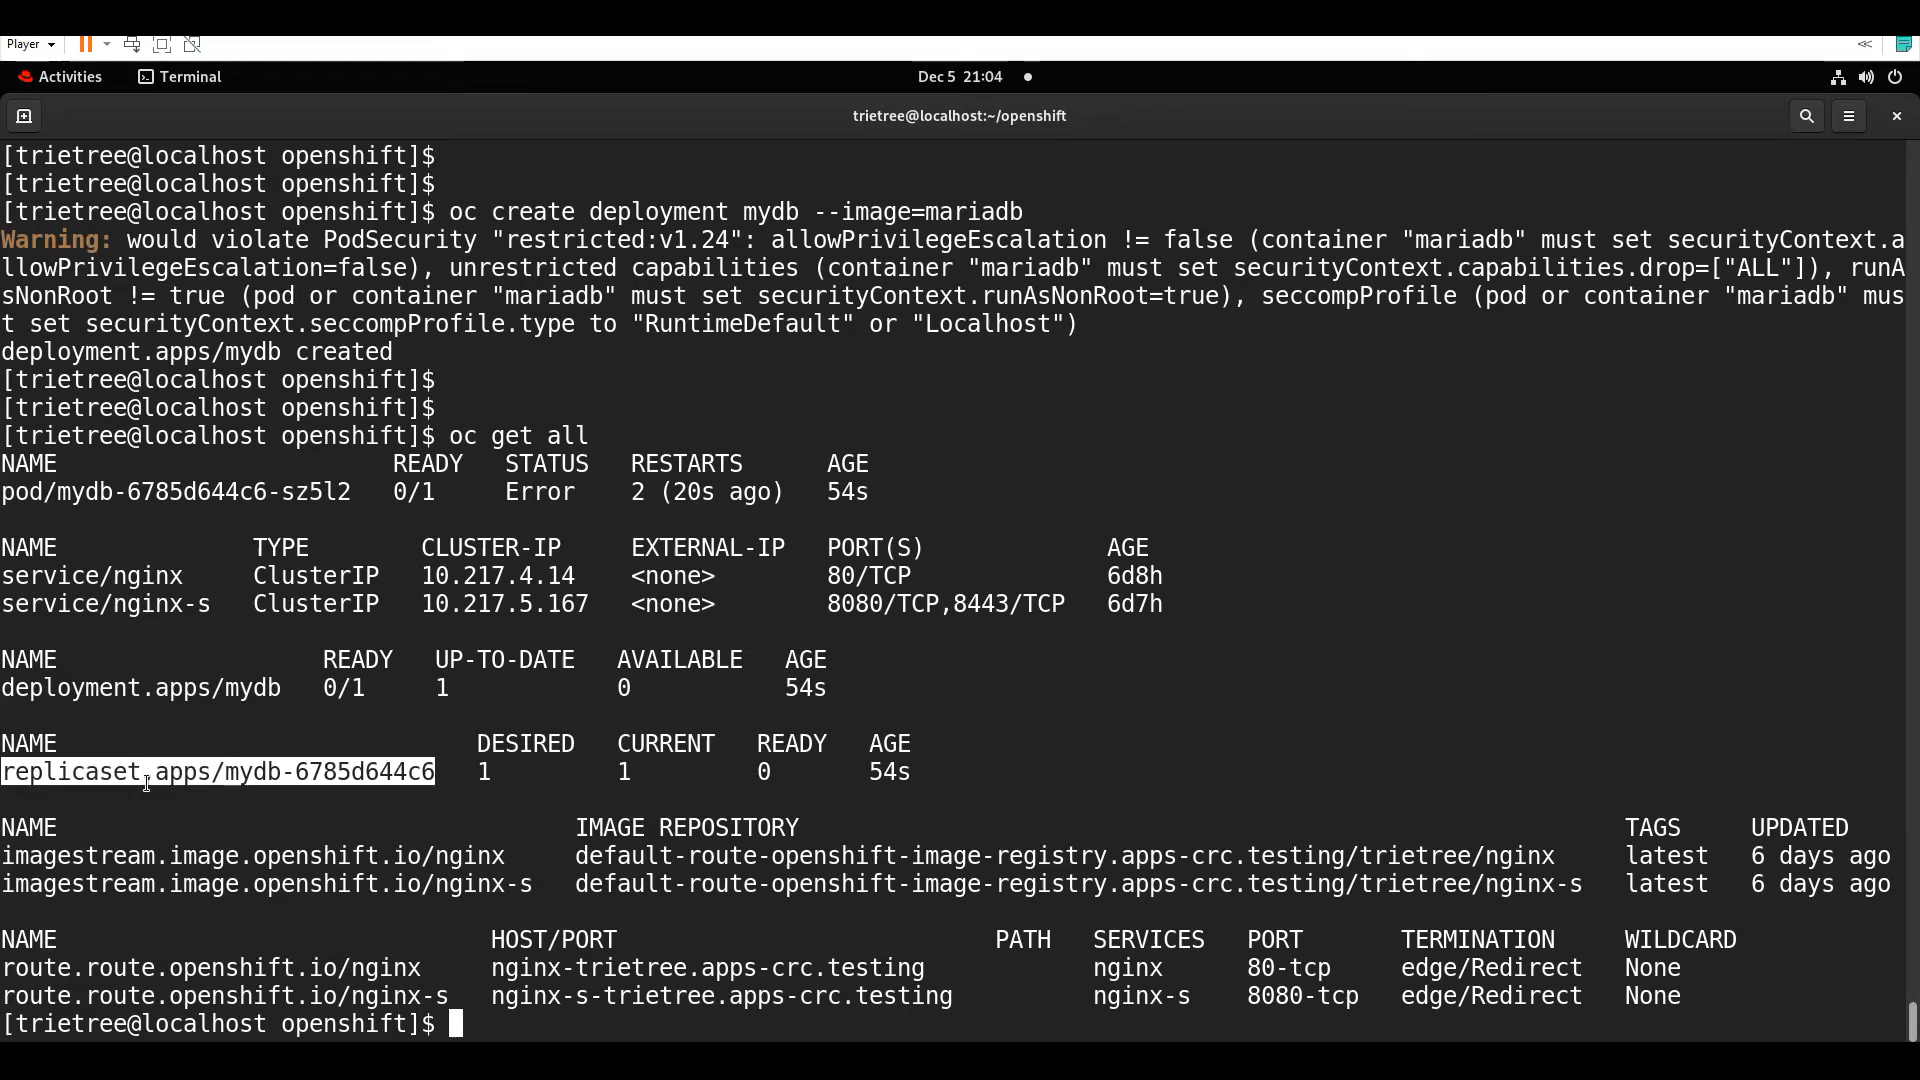 Player
Activities Terminal Dec 5 21:04
trietree@localhost:~/openshift
[trietree@localhost openshift]$
[trietree@localhost openshift]$
[trietree@localhost openshift]$ oc create deployment mydb --image=mariadb
Warning: would violate PodSecurity "restricted:v1.24": allowPrivilegeEscalation != false (container "mariadb" must set securityContext.a
llowPrivilegeEscalation=false), unrestricted capabilities (container "mariadb" must set securityContext.capabilities.drop=["ALL"]), runA
sNonRoot != true (pod or container "mariadb" must set securityContext.runAsNonRoot=true), seccompProfile (pod or container "mariadb" mus
t set securityContext.seccompProfile.type to "RuntimeDefault" or "Localhost")
deployment.apps/mydb created
[trietree@localhost openshift]$
[trietree@localhost openshift]$
[trietree@localhost openshift]$ oc get all
NAME READY STATUS RESTARTS AGE
pod/mydb-6785d644c6-sz5l2 0/1 Error 2 (20s ago) 54s
NAME TYPE CLUSTER-IP EXTERNAL-IP PORT(S) AGE
service/nginx ClusterIP 10.217.4.14 <none> 80/TCP 6d8h
service/nginx-s ClusterIP 10.217.5.167 <none> 8080/TCP,8443/TCP 6d7h
NAME READY UP-TO-DATE AVAILABLE AGE
deployment.apps/mydb 0/1 1 0 54s
NAME DESIRED CURRENT READY AGE
replicaset.apps/mydb-6785d644c6 1 1 0 54s
NAME IMAGE REPOSITORY TAGS UPDATED
imagestream.image.openshift.io/nginx default-route-openshift-image-registry.apps-crc.testing/trietree/nginx latest 6 days ago
imagestream.image.openshift.io/nginx-s default-route-openshift-image-registry.apps-crc.testing/trietree/nginx-s latest 6 days ago
NAME HOST/PORT PATH SERVICES PORT TERMINATION WILDCARD
route.route.openshift.io/nginx nginx-trietree.apps-crc.testing nginx 80-tcp edge/Redirect None
route.route.openshift.io/nginx-s nginx-s-trietree.apps-crc.testing nginx-s 8080-tcp edge/Redirect None
[trietree@localhost openshift]$